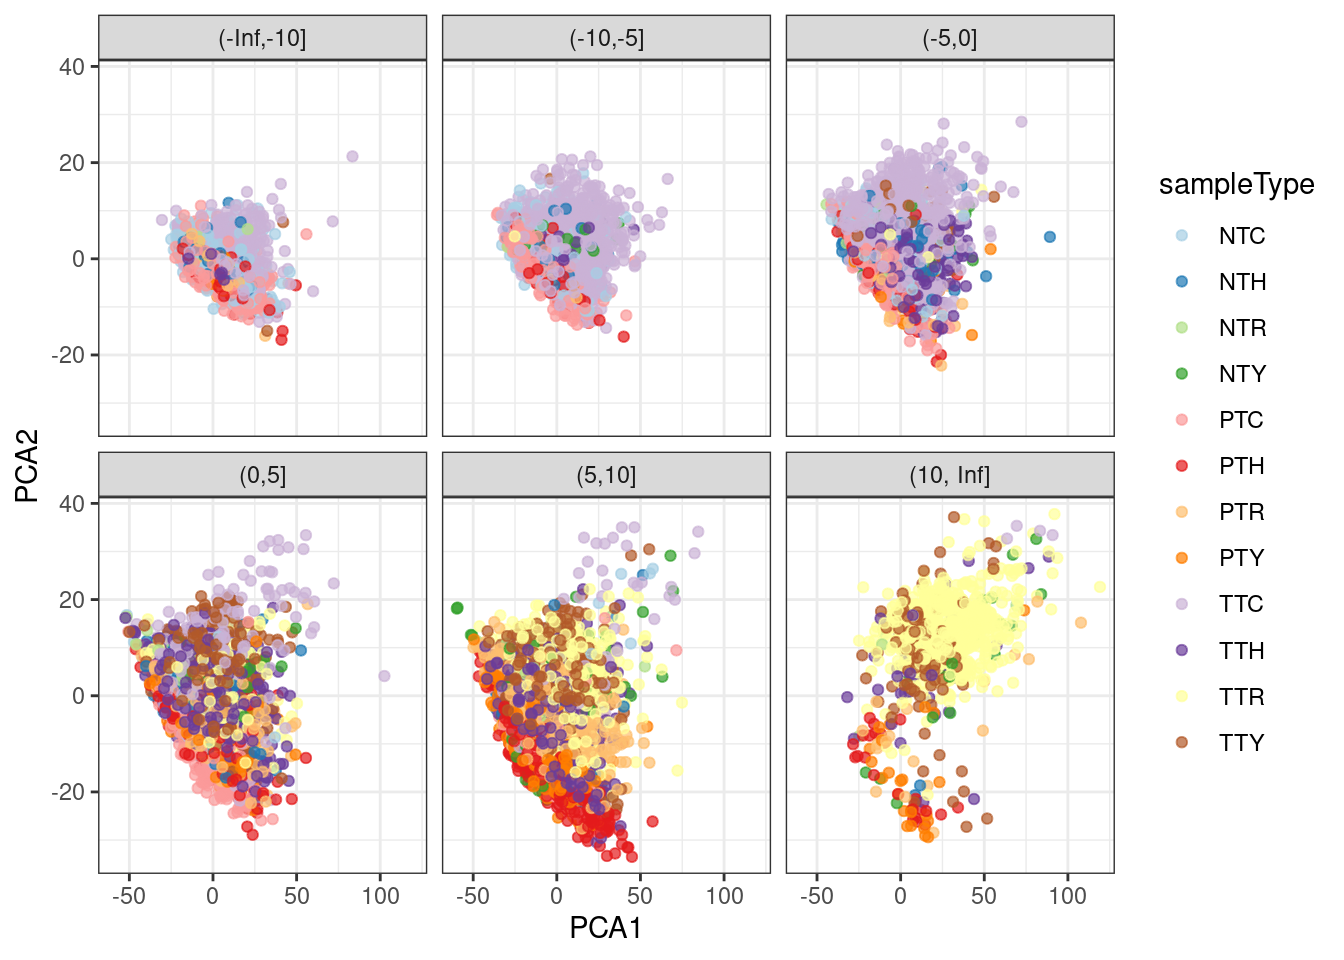 (-Inf,-10]
(-10,-5]
(-5,0]
40
20
0
-20
(0,5]
(5,10]
(10, Inf]
40
20
0
-20
-50 0 50 100
-50 0 50 100
-50 0 50 100
PCA1
PCA2
sampleType
NTC
NTH
NTR
NTY
PTC
PTH
PTR
PTY
TTC
TTH
TTR
TTY